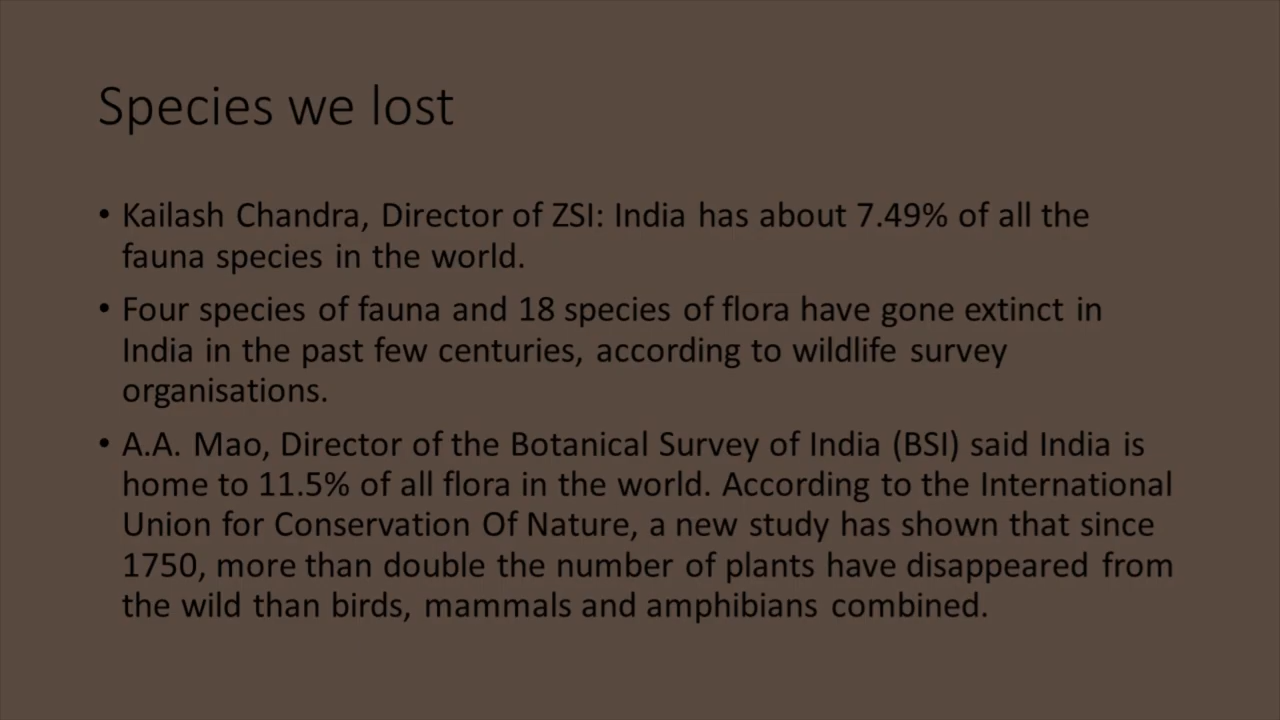 Species we lost
• Kailash Chandra, Director of ZSI: India has about 7.49% of all the
fauna species in the world.
• Four species of fauna and 18 species of flora have gone extinct in
India in the past few centuries, according to wildlife survey
organisations.
• A.A. Mao, Director of the Botanical Survey of India (BSI) said India is
home to 11.5% of all flora in the world. According to the International
Union for Conservation Of Nature, a new study has shown that since
1750, more than double the number of plants have disappeared from
the wild than birds, mammals and amphibians combined.